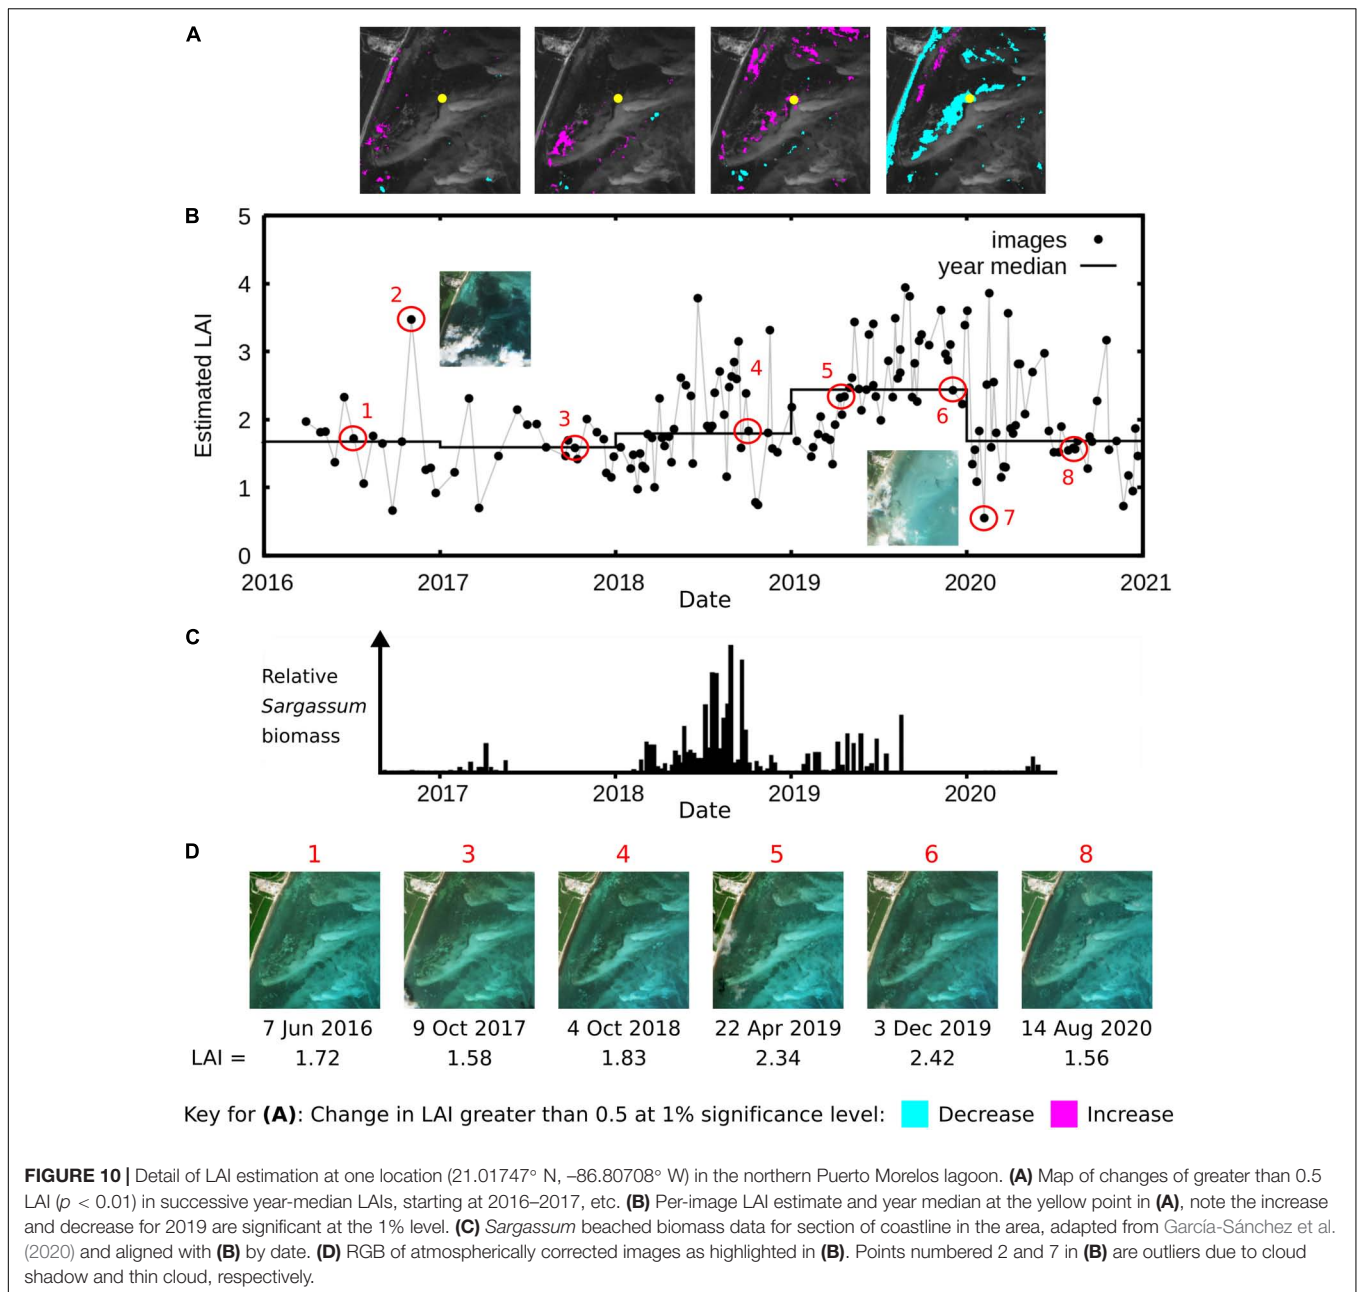 A
B
5
4
3
2
1
0
Estimated LAI
images
year median
1
2
3
4
5
6
7
8
2016
2017
2018
2019
2020
2021
Date
C
Relative
Sargassum
biomass
2017
2018
2019
2020
Date
D
1 3 4 5 6 8
7 Jun 2016 9 Oct 2017 4 Oct 2018 22 Apr 2019 3 Dec 2019 14 Aug 2020
LAI = 1.72 1.58 1.83 2.34 2.42 1.56
Key for (A): Change in LAI greater than 0.5 at 1% significance level: Decrease Increase
FIGURE 10 | Detail of LAI estimation at one location (21.01747° N, –86.80708° W) in the northern Puerto Morelos lagoon. (A) Map of changes of greater than 0.5
LAI (p < 0.01) in successive year-median LAIs, starting at 2016–2017, etc. (B) Per-image LAI estimate and year median at the yellow point in (A), note the increase
and decrease for 2019 are significant at the 1% level. (C) Sargassum beached biomass data for section of coastline in the area, adapted from García-Sánchez et al.
(2020) and aligned with (B) by date. (D) RGB of atmospherically corrected images as highlighted in (B). Points numbered 2 and 7 in (B) are outliers due to cloud
shadow and thin cloud, respectively.